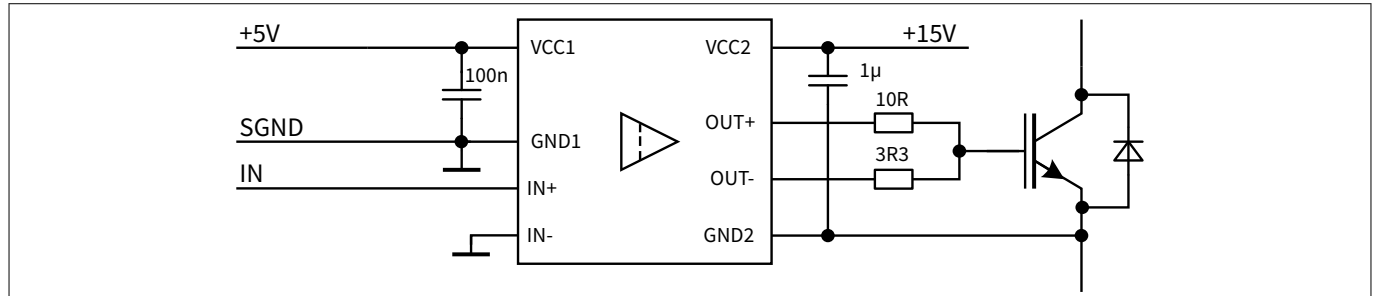 +5V
VCC1
VCC2
+15V
100n
1µ
10R
SGND
GND1
OUT+
3R3
IN
IN+
OUT-
IN-
GND2